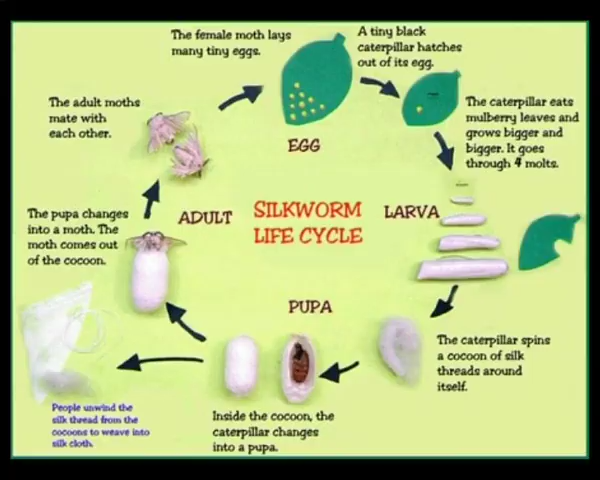 The female moth lays
many tiny eggs.
A tiny black
caterpillar hatches
out of its egg.
The caterpillar eats
mulberry leaves and
grows bigger and
bigger. It goes
through 4 molts.
The adult moths
mate with
each other.
EGG
SILKWORM
LIFE CYCLE
ADULT
LARVA
PUPA
The pupa changes
into a moth. The
moth comes out
of the cocoon.
The caterpillar spins
a cocoon of silk
threads around
itself.
Inside the cocoon, the
caterpillar changes
into a pupa.
People unwind the
silk thread from the
cocoons to weave into
silk cloth.